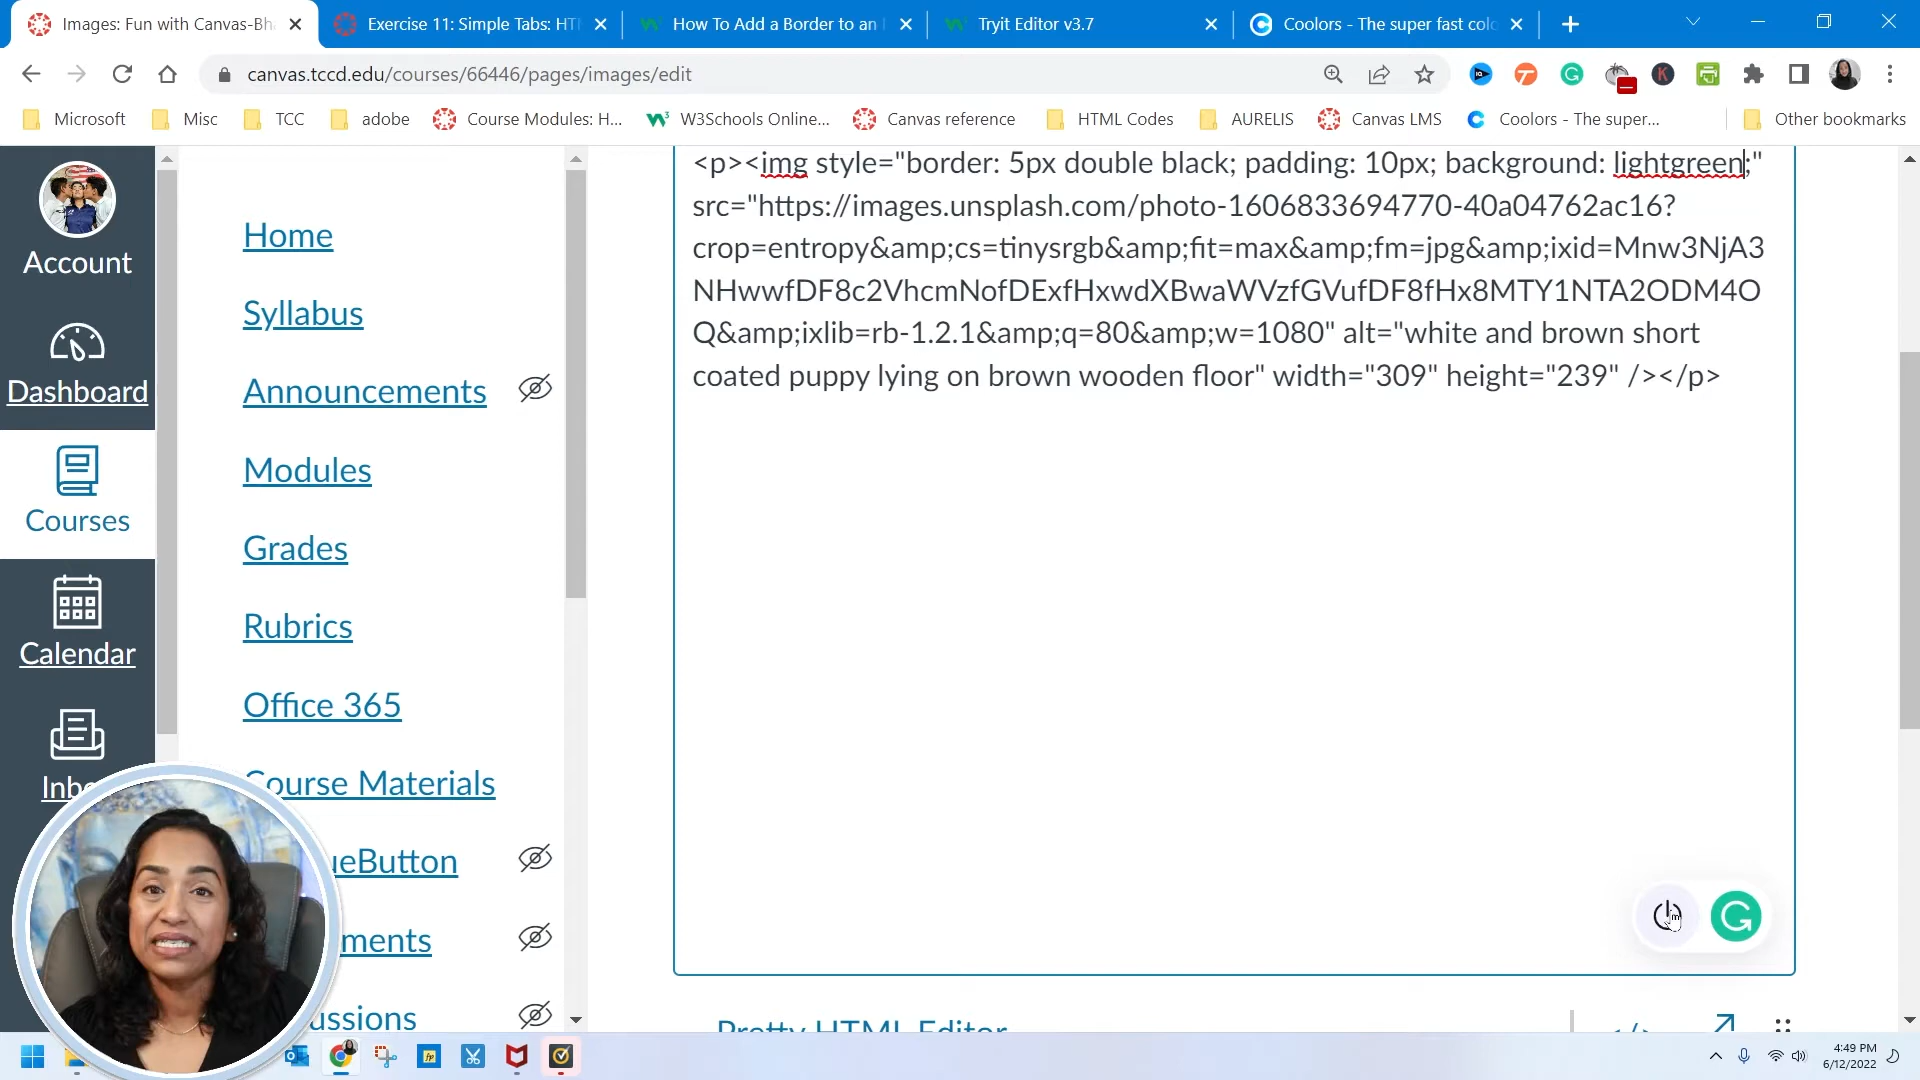 Images: Fun with Canvas-Bha
Exercise 11: Simple Tabs: HTM
How To Add a Border to an I
Tryit Editor v3.7
Coolors - The super fast colo
canvas.tccd.edu/courses/66446/pages/images/edit
Microsoft
Misc
TCC
adobe
Course Modules: H...
W3Schools Online...
Canvas reference
HTML Codes
AURELIS
Canvas LMS
Coolors - The super...
Other bookmarks
Account
Dashboard
Courses
Calendar
Inbo
Home
Syllabus
Announcements
Modules
Grades
Rubrics
Office 365
Course Materials
ueButton
ments
ussions
<p><img style="border: 5px double black; padding: 10px; background: lightgreen;"
src="https://images.unsplash.com/photo-1606833694770-40a04762ac16?
crop=entropy&amp;cs=tinysrgb&amp;fit=max&amp;fm=jpg&amp;ixid=Mnw3NjA3
NHwwfDF8c2VhcmNofDExfHxwdXBwaWVzfGVufDF8fHx8MTY1NTA2ODM4O
Q&amp;ixlib=rb-1.2.1&amp;q=80&amp;w=1080" alt="white and brown short
coated puppy lying on brown wooden floor" width="309" height="239" /></p>
Pretty HTML Editor
</>
4:49 PM
6/12/2022